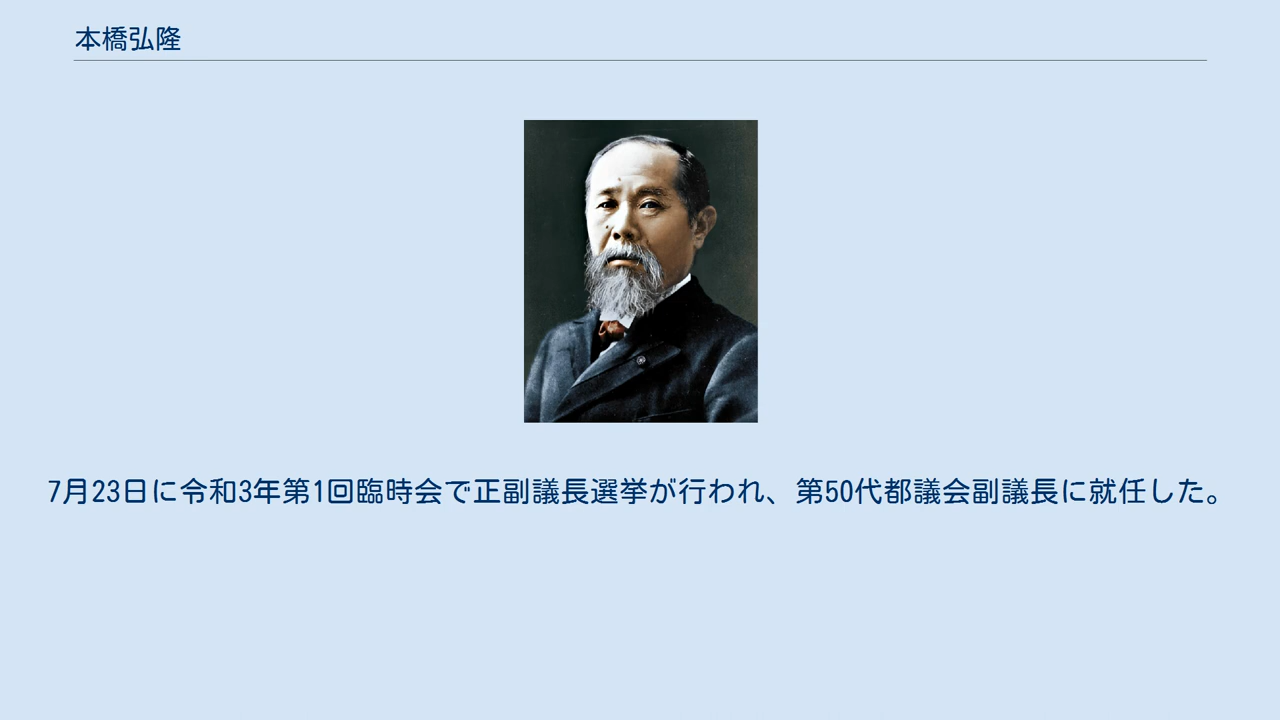 本橋弘隆
7月23日に令和3年第1回臨時会で正副議長選挙が行われ、第50代都議会副議長に就任した。